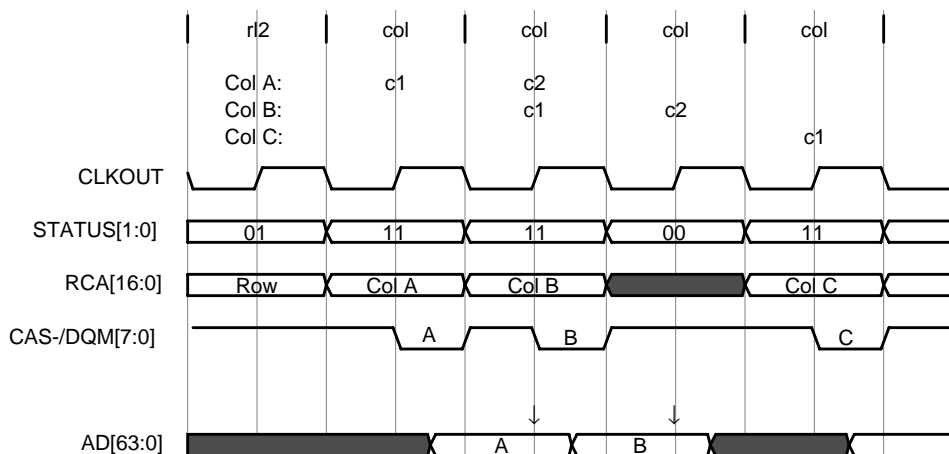 rl2 col col col col
Col A: c1 c2
Col B: c1 c2
Col C: c1
CLKOUT
STATUS[1:0] 01 11 11 00 11
RCA[16:0] Row Col A Col B Col C
CAS-/DQM[7:0] A B C
AD[63:0] A B